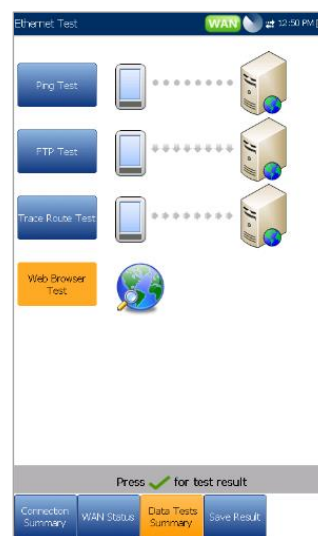 Ethernet Test WAN 12:50 PM
Ping Test
FTP Test
Trace Route Test
Web Browser
Test
Press for test result
Connection
Summary
WAN Status
Data Tests
Summary
Save Result